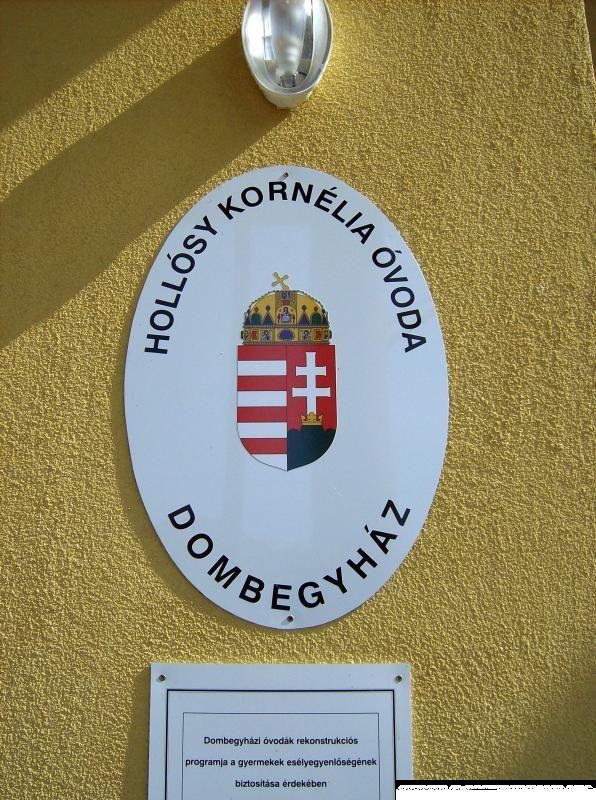 HOLLÓSY KORNÉLIA ÓVODA
DOMBEGYHÁZ
Dombegyházi óvodák rekonstrukciós
programja a gyermekek esélyegyenlőségének
biztosítása érdekében